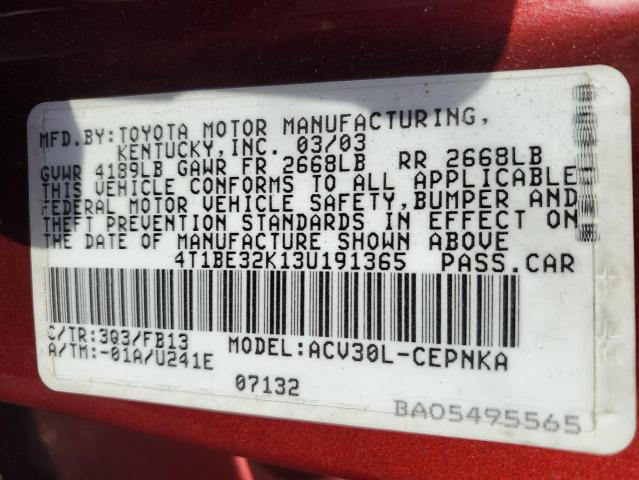 MFD.BY:TOYOTA MOTOR MANUFACTURING,
KENTUCKY,INC. 03/03
GVWR 4189LB GAWR FR 2668LB RR 2668LB
THIS VEHICLE CONFORMS TO ALL APPLICABLE
FEDERAL MOTOR VEHICLE SAFETY,BUMPER AND
THEFT PREVENTION STANDARDS IN EFFECT ON
THE DATE OF MANUFACTURE SHOWN ABOVE
4T1BE32K13U191365 PASS.CAR
C/TR:3Q3/FB13 MODEL:ACV30L-CEPNKA
A/TM:-01A/U241E
07132
BA05495565